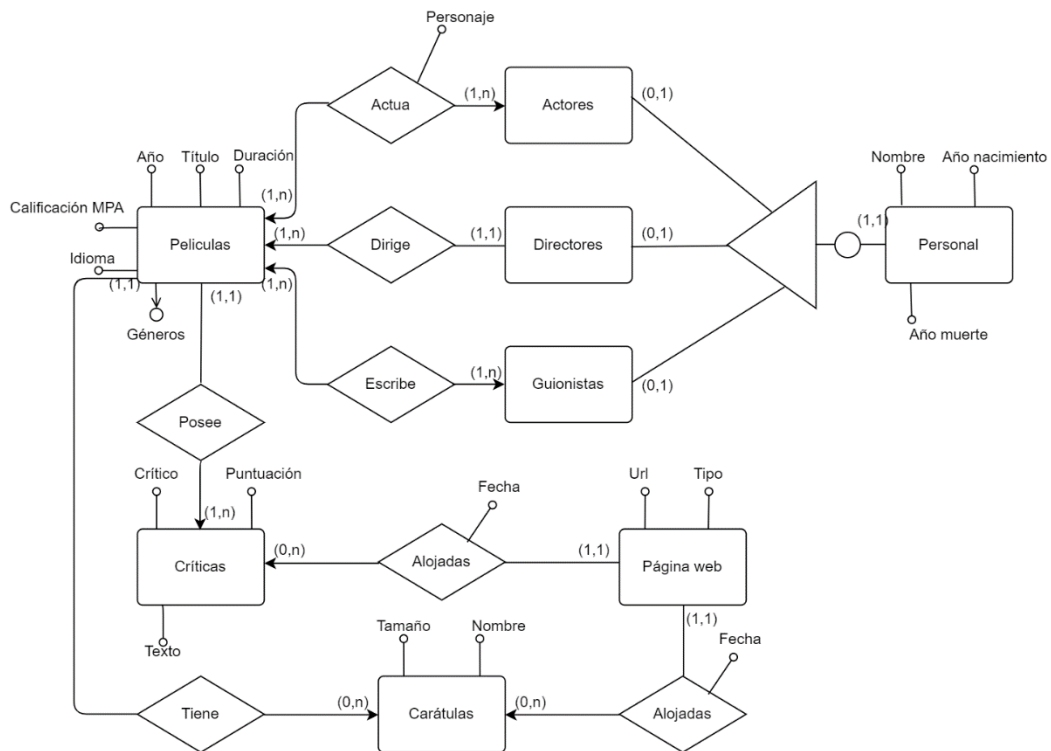 Personaje
Actua
(1,n)
Actores
(0,1)
Año
Título
Duración
Nombre
Año nacimiento
Calificación MPA
(1,n)
Peliculas
(1,n)
Dirige
(1,1)
Directores
(0,1)
(1,1)
Personal
Idioma
(1,1)
(1,1)
(1,n)
Géneros
Año muerte
Escribe
(1,n)
Guionistas
(0,1)
Posee
Crítico
Puntuación
Fecha
Url
Tipo
(1,n)
Críticas
(0,n)
Alojadas
(1,1)
Página web
Texto
Tamaño
Nombre
(1,1)
Fecha
Tiene
(0,n)
Carátulas
(0,n)
Alojadas